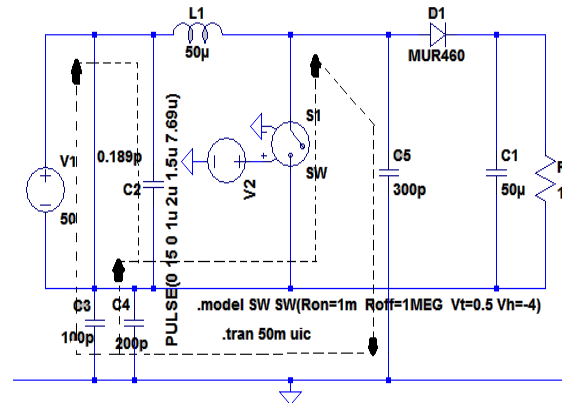 L1
50µ
D1
MUR460
S1
V1
50
0.189p
C2
PULSE(0 15 0 1u 2u 1.5u 7.69u)
V2
SW
C5
300p
C1
50µ
R
1
C3
100p
C4
200p
.model SW SW(Ron=1m Roff=1MEG Vt=0.5 Vh=-4)
.tran 50m uic